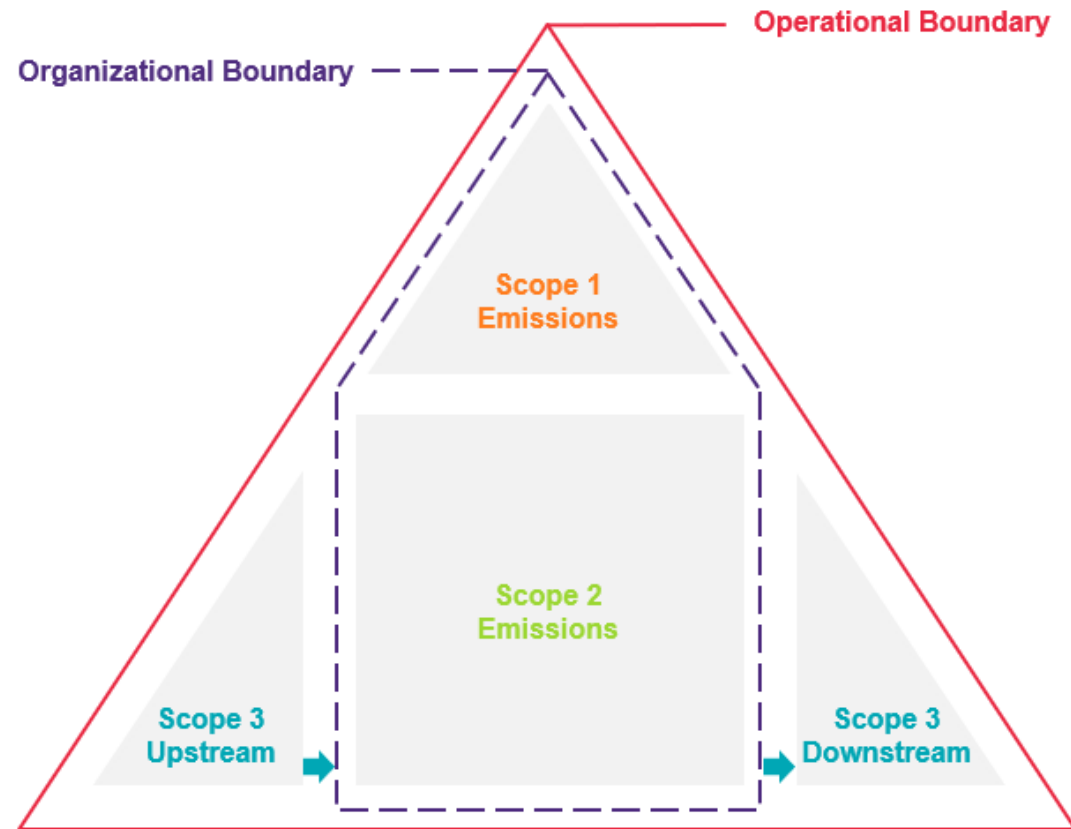 Operational Boundary
Organizational Boundary
Scope 1
Emissions
Scope 2
Emissions
Scope 3
Upstream
Scope 3
Downstream